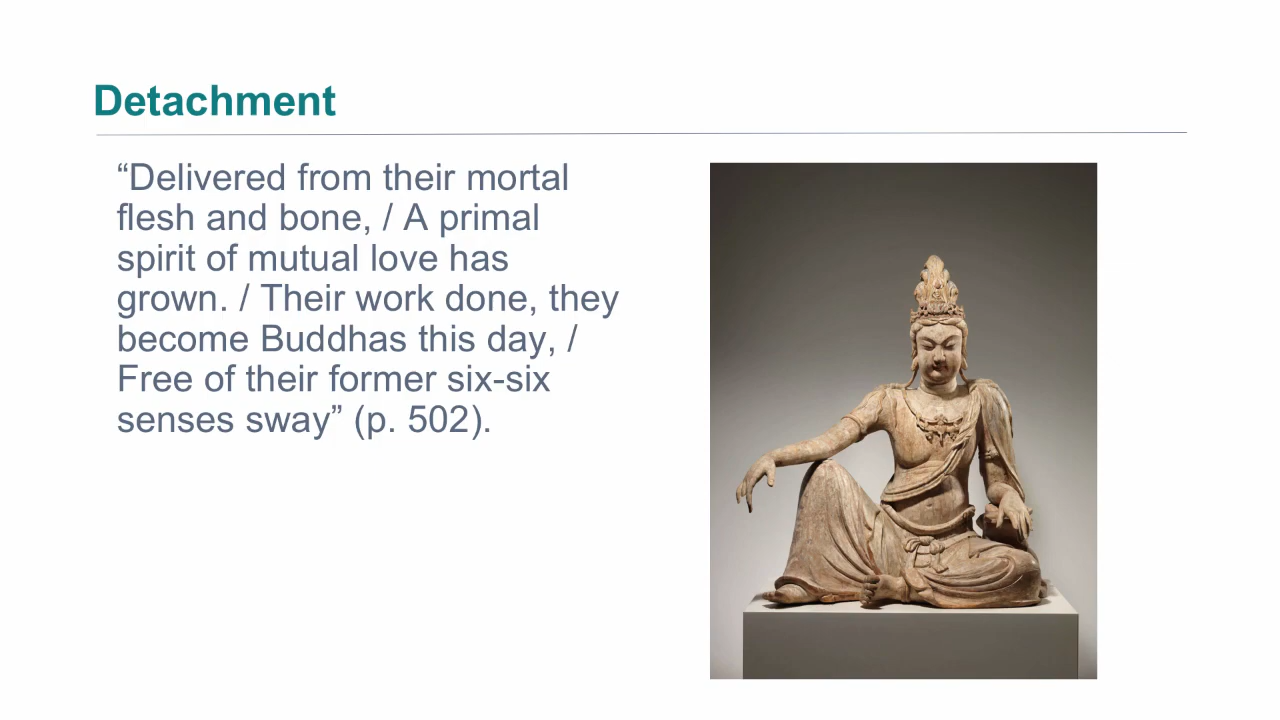 Detachment
“Delivered from their mortal
flesh and bone, / A primal
spirit of mutual love has
grown. / Their work done, they
become Buddhas this day, /
Free of their former six-six
senses sway” (p. 502).